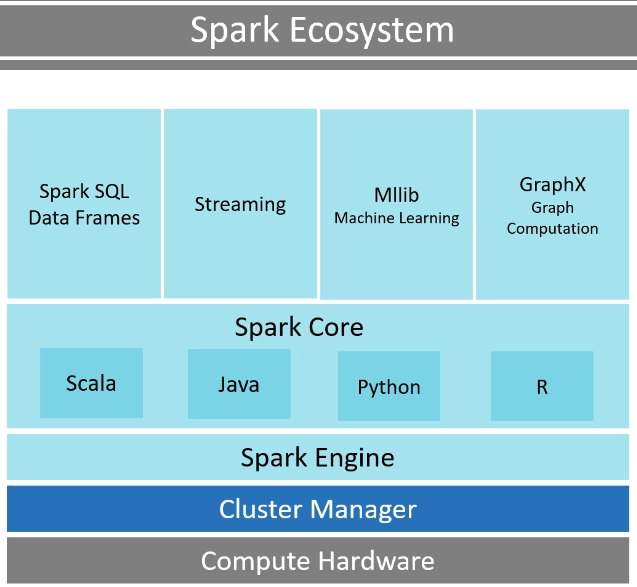 Spark Ecosystem
Spark SQL
Data Frames
Streaming
Mllib
Machine Learning
GraphX
Graph
Computation
Spark Core
Scala
Java
Python
R
Spark Engine
Cluster Manager
Compute Hardware